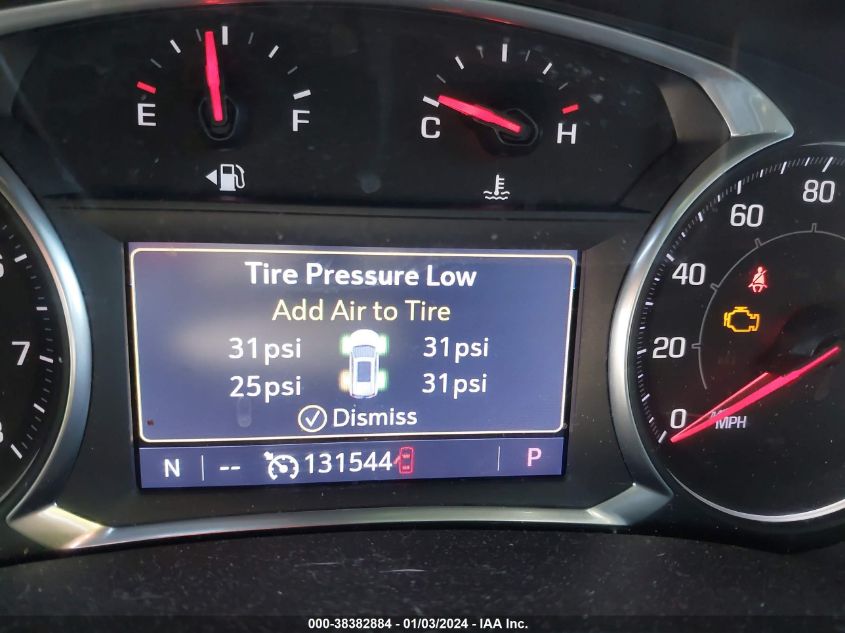 E F
C H
Tire Pressure Low
Add Air to Tire
31psi 31psi
25psi 31psi
Dismiss
N -- 131544 P
7
8
80
60
40
20
0
MPH
000-38382884 - 01/03/2024 - IAA Inc.